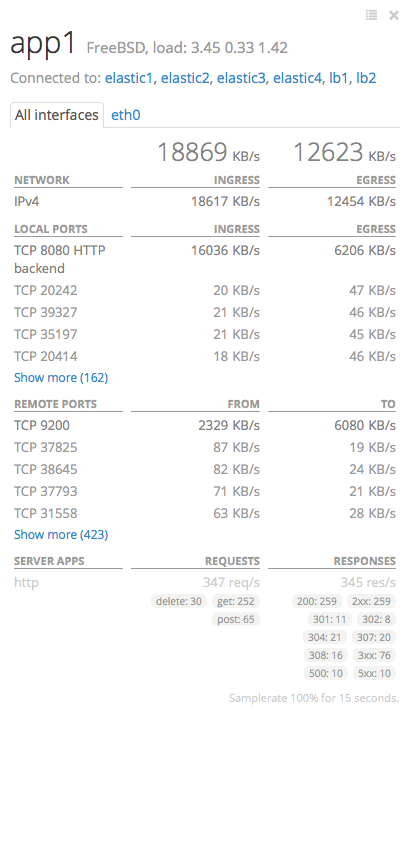 app1 FreeBSD, load: 3.45 0.33 1.42
Connected to: elastic1, elastic2, elastic3, elastic4, lb1, lb2
All interfaces eth0
18869 KB/s 12623 KB/s
NETWORK INGRESS EGRESS
IPv4 18617 KB/s 12454 KB/s
LOCAL PORTS INGRESS EGRESS
TCP 8080 HTTP 16036 KB/s 6206 KB/s
backend
TCP 20242 20 KB/s 47 KB/s
TCP 39327 21 KB/s 46 KB/s
TCP 35197 21 KB/s 45 KB/s
TCP 20414 18 KB/s 46 KB/s
Show more (162)
REMOTE PORTS FROM TO
TCP 9200 2329 KB/s 6080 KB/s
TCP 37825 87 KB/s 19 KB/s
TCP 38645 82 KB/s 24 KB/s
TCP 37793 71 KB/s 21 KB/s
TCP 31558 63 KB/s 28 KB/s
Show more (423)
SERVER APPS REQUESTS RESPONSES
http 347 req/s 345 res/s
delete: 30 get: 252 200: 259 2xx: 259
post: 65 301: 11 302: 8
304: 21 307: 20
308: 16 3xx: 76
500: 10 5xx: 10
Samplerate 100% for 15 seconds.